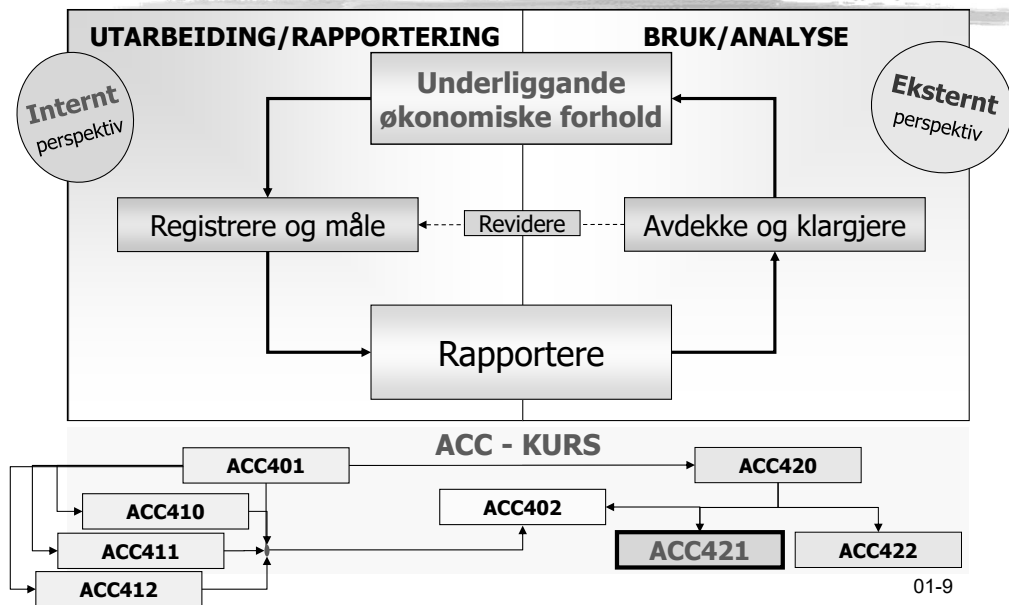 UTARBEIDING/RAPPORTERING
BRUK/ANALYSE
Internt
perspektiv
Eksternt
perspektiv
Underliggande
økonomiske forhold
Registrere og måle
Revidere
Avdekke og klargjere
Rapportere
ACC - KURS
ACC401
ACC420
ACC410
ACC402
ACC411
ACC421
ACC422
ACC412
01-9